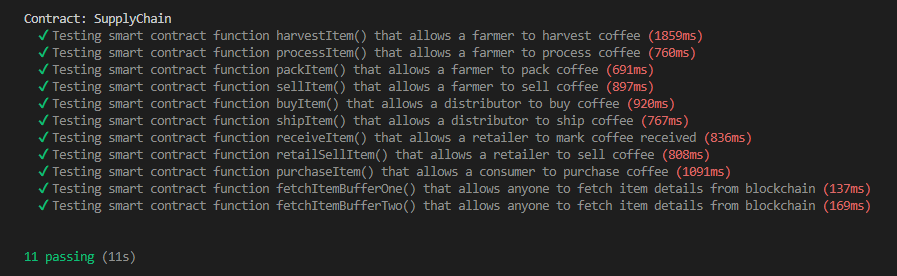 Contract: SupplyChain
✓ Testing smart contract function harvestItem() that allows a farmer to harvest coffee (1859ms)
✓ Testing smart contract function processItem() that allows a farmer to process coffee (760ms)
✓ Testing smart contract function packItem() that allows a farmer to pack coffee (691ms)
✓ Testing smart contract function sellItem() that allows a farmer to sell coffee (897ms)
✓ Testing smart contract function buyItem() that allows a distributor to buy coffee (920ms)
✓ Testing smart contract function shipItem() that allows a distributor to ship coffee (767ms)
✓ Testing smart contract function receiveItem() that allows a retailer to mark coffee received (836ms)
✓ Testing smart contract function retailSellItem() that allows a retailer to sell coffee (808ms)
✓ Testing smart contract function purchaseItem() that allows a consumer to purchase coffee (1091ms)
✓ Testing smart contract function fetchItemBufferOne() that allows anyone to fetch item details from blockchain (137ms)
✓ Testing smart contract function fetchItemBufferTwo() that allows anyone to fetch item details from blockchain (169ms)
11 passing (11s)